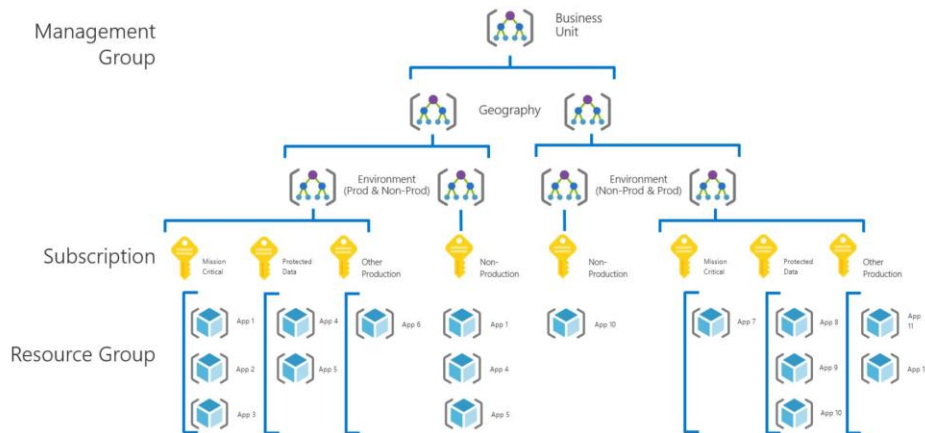 Management
Group
Business
Unit
Geography
Environment
(Prod & Non-Prod)
Environment
(Non-Prod & Prod)
Subscription
Mission
Critical
Protected
Data
Other
Production
Non-
Production
Non-
Production
Mission
Critical
Protected
Data
Other
Production
Resource Group
App 1
App 4
App 6
App 1
App 10
App 7
App 8
App
11
App 2
App 5
App 4
App 9
App 1
App 3
App 5
App 10